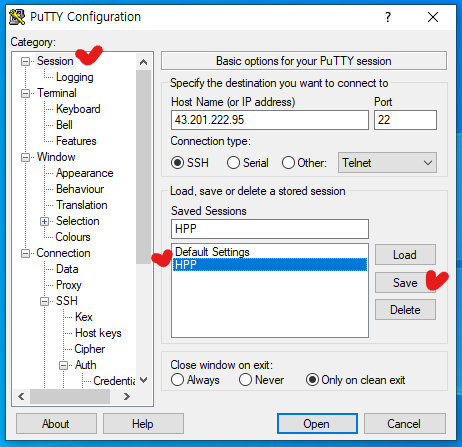 PuTTY Configuration
?
Category:
Session
Logging
Terminal
Keyboard
Bell
Features
Window
Appearance
Behaviour
Translation
Selection
Colours
Connection
Data
Proxy
SSH
Kex
Host keys
Cipher
Auth
Credentia
Basic options for your PuTTY session
Specify the destination you want to connect to
Host Name (or IP address)
Port
43.201.222.95
22
Connection type:
SSH
Serial
Other:
Telnet
Load, save or delete a stored session
Saved Sessions
HPP
Default Settings
HPP
Load
Save
Delete
Close window on exit:
Always
Never
Only on clean exit
About
Help
Open
Cancel